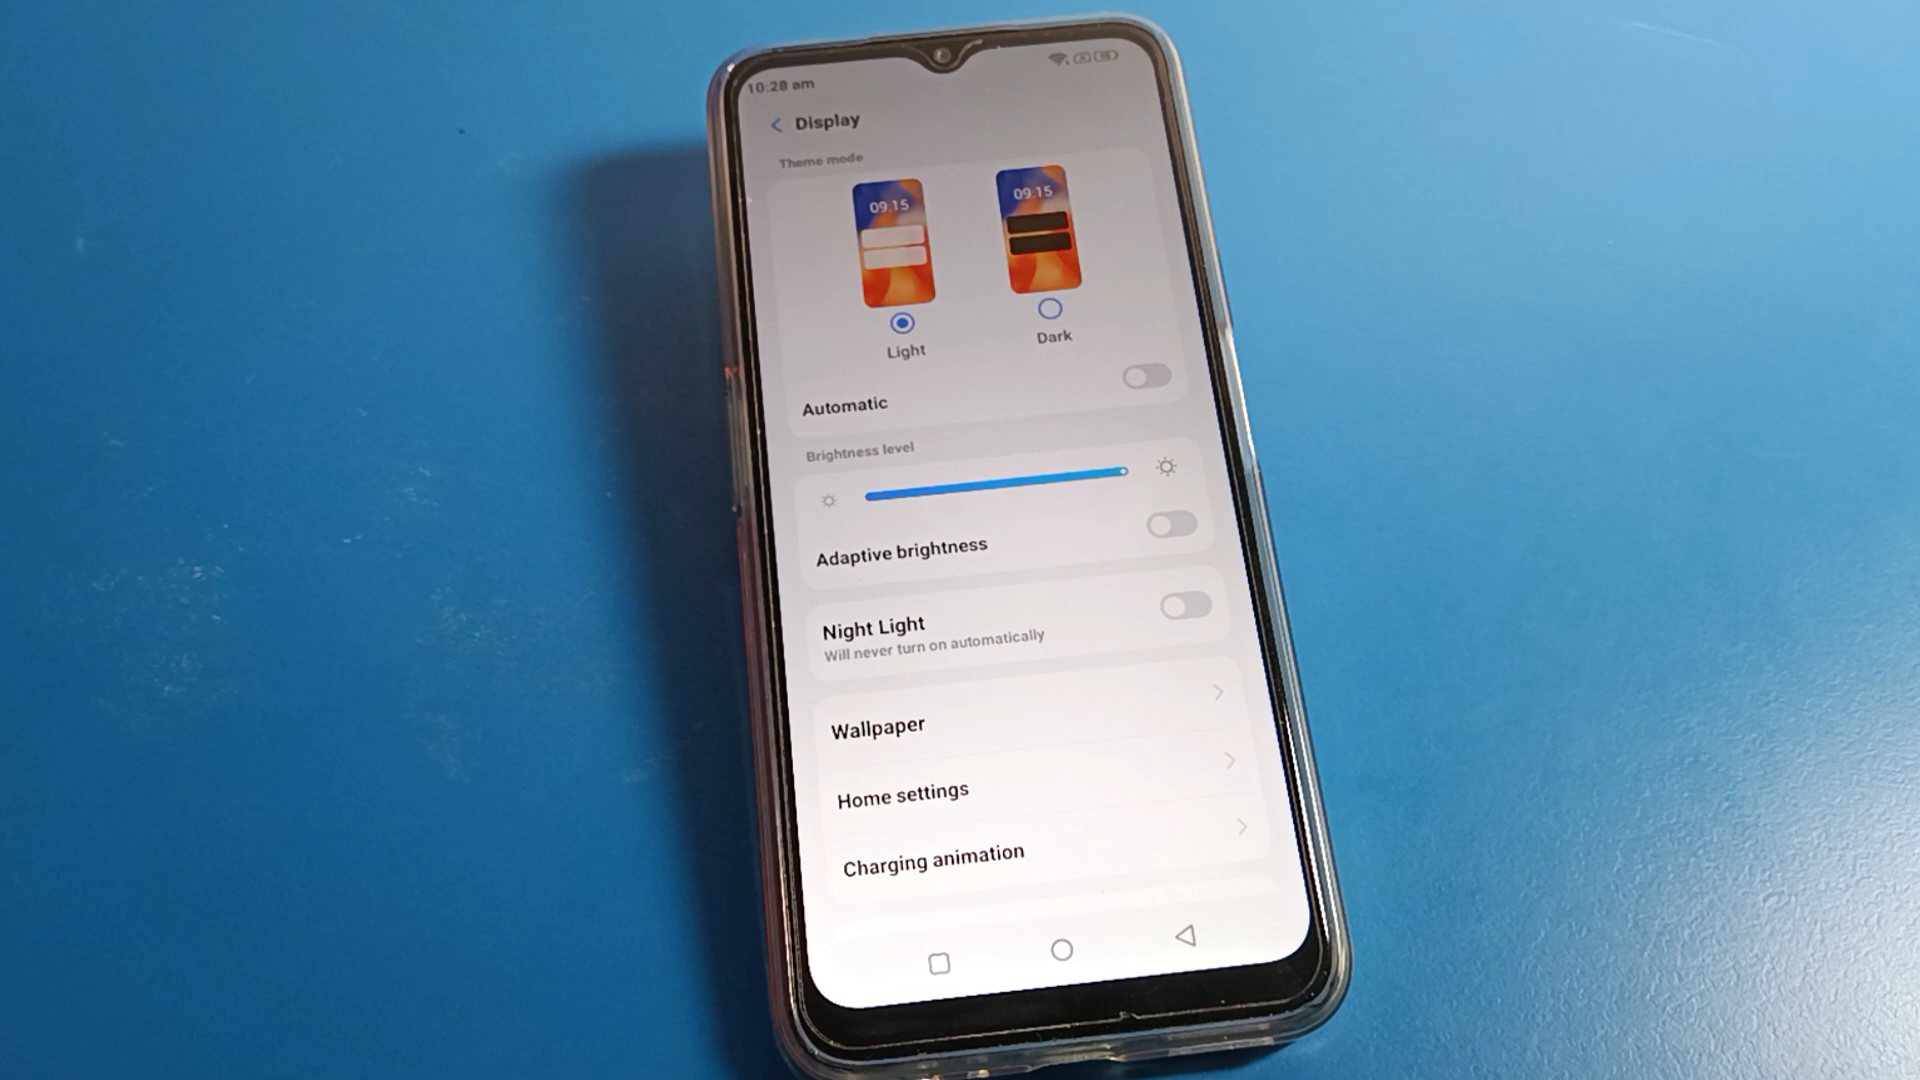 10:28 am
Display
Theme mode
09:15
09:15
Light
Dark
Automatic
Brightness level
Adaptive brightness
Night Light
Will never turn on automatically
Wallpaper
Home settings
Charging animation